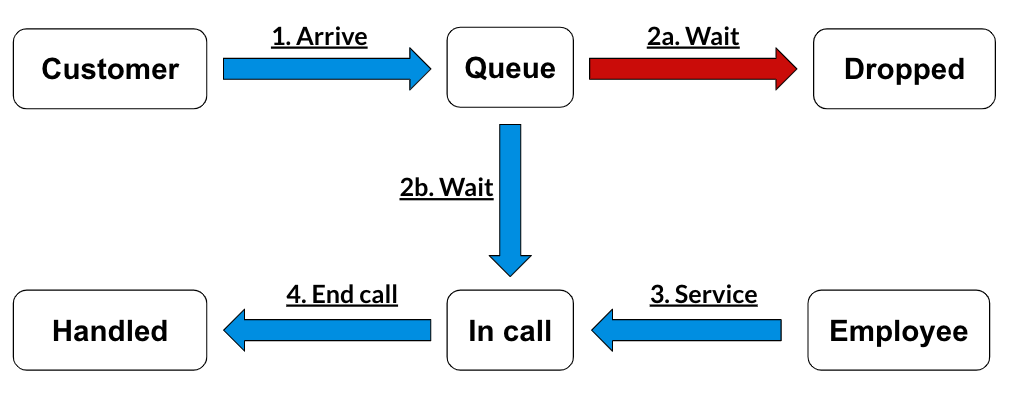 1. Arrive
2a. Wait
Customer
Queue
Dropped
2b. Wait
4. End call
3. Service
Handled
In call
Employee